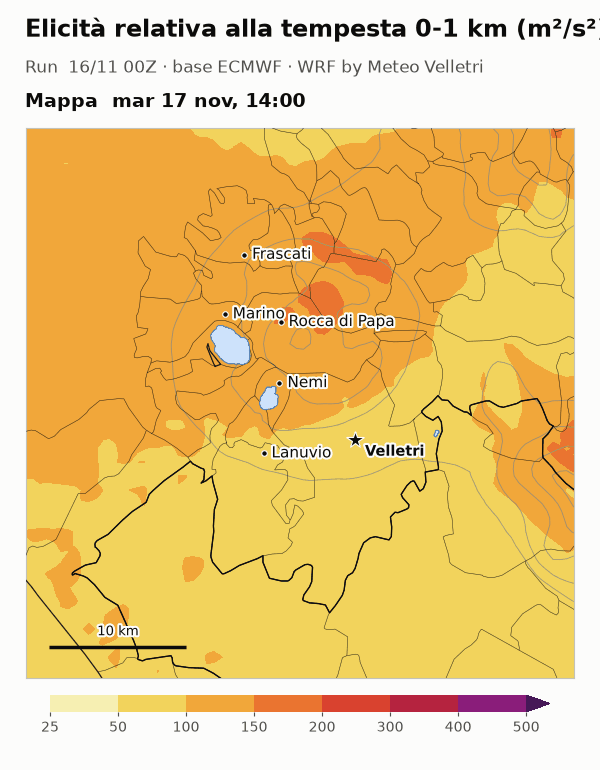 Elicità relativa alla tempesta 0-1 km (m²/s²)
Run  16/11 00Z · base ECMWF · WRF by Meteo Velletri
Mappa  mar 17 nov, 14:00
Frascati
Marino
Rocca di Papa
Nemi
Lanuvio
Velletri
10 km
25 50 100 150 200 300 400 500